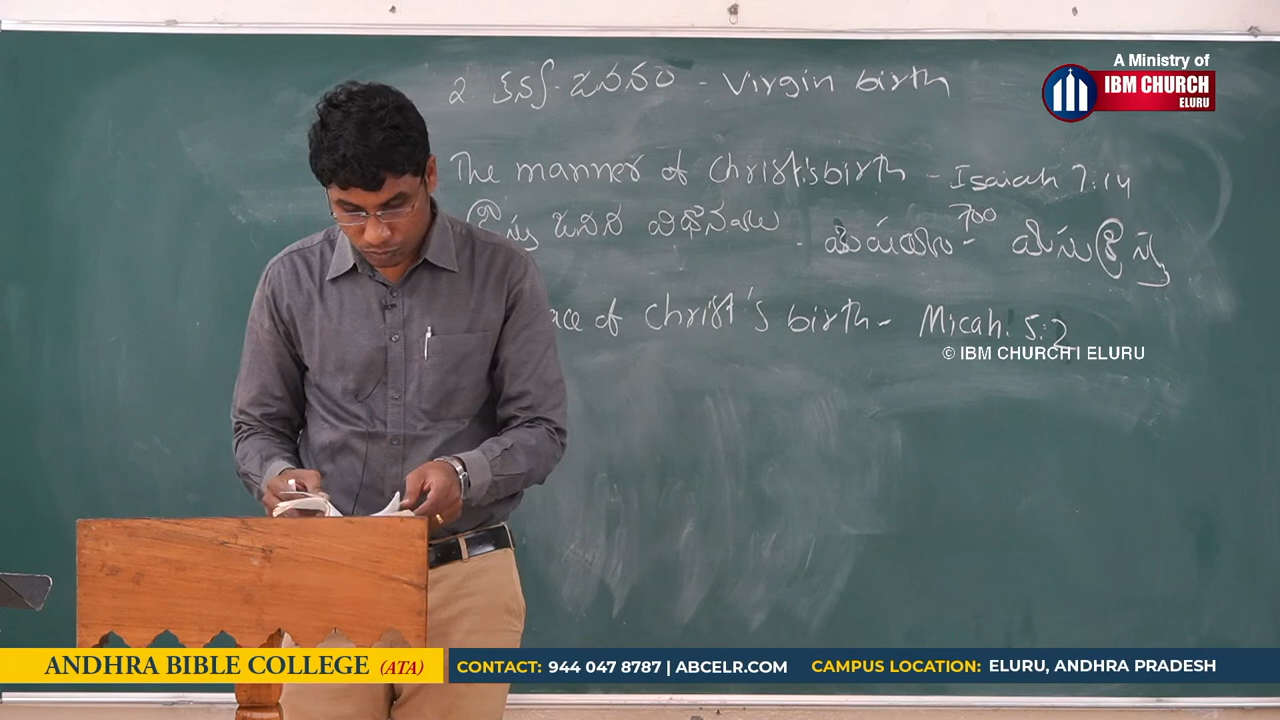 A Ministry of
IBM CHURCH
ELURU
2. కన్య-జననం - Virgin birth
The manner of Christ'sbirth - Isaiah 7:14
జనన విధానములు - యెషయా - 700 యేసుక్రీస్తు
ace of Christ's birth - Micah. 5:2
© IBM CHURCH I ELURU
ANDHRA BIBLE COLLEGE (ATA)
CONTACT: 944 047 8787 | ABCELR.COM CAMPUS LOCATION: ELURU, ANDHRA PRADESH